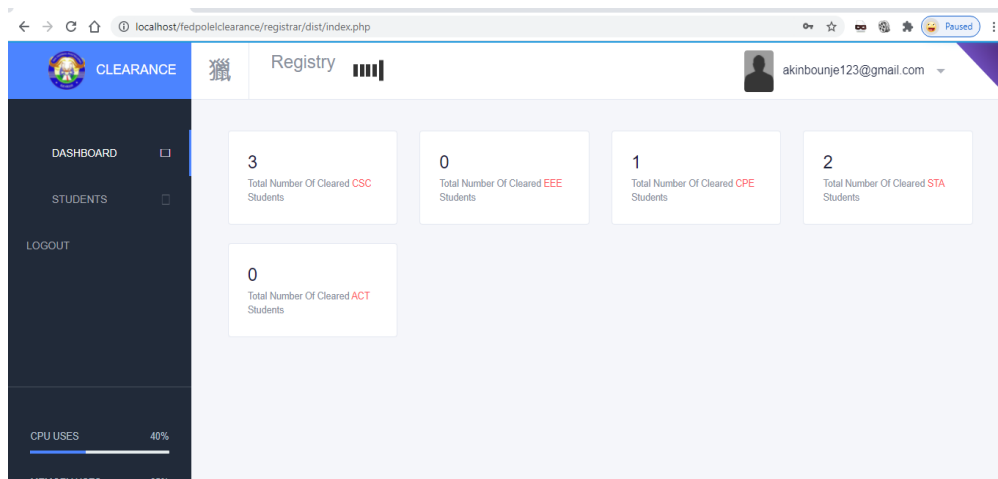 localhost/fedpolelclearance/registrar/dist/index.php
Paused
CLEARANCE
獵
Registry
akinbounje123@gmail.com
DASHBOARD
STUDENTS
LOGOUT
3
Total Number Of Cleared CSC
Students
0
Total Number Of Cleared EEE
Students
1
Total Number Of Cleared CPE
Students
2
Total Number Of Cleared STA
Students
0
Total Number Of Cleared ACT
Students
CPU USES 40%